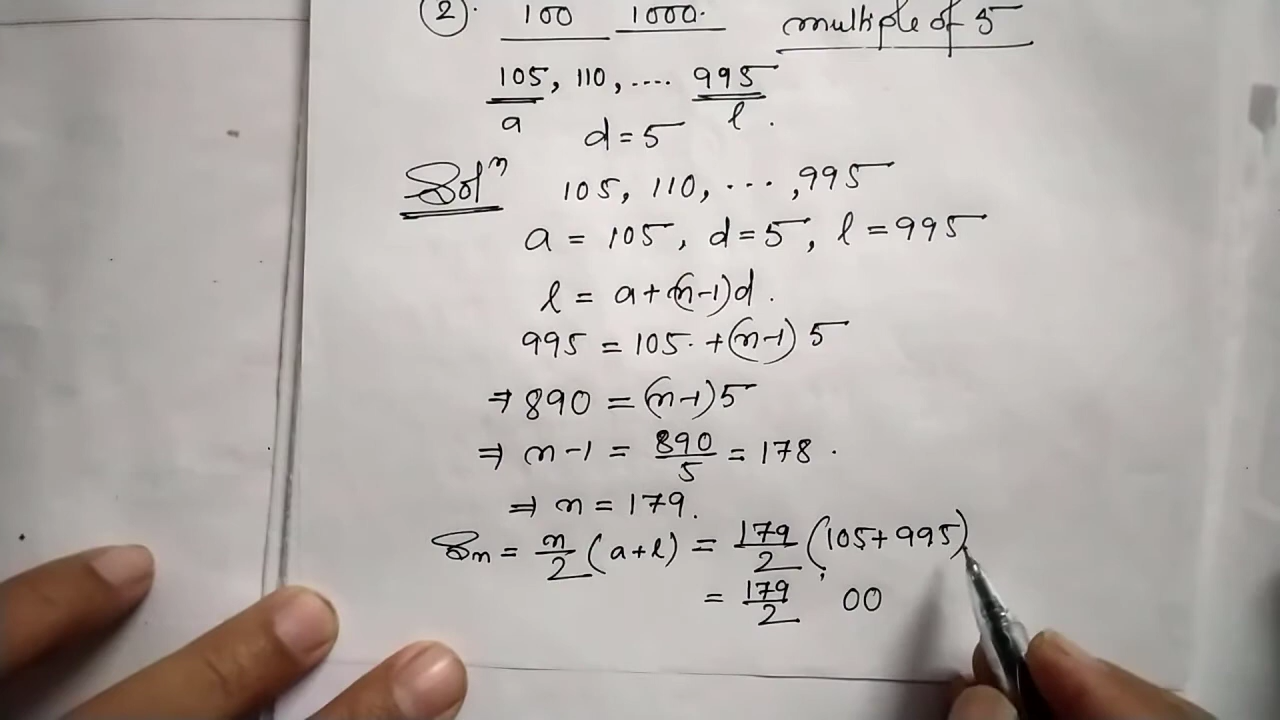 (2). 100 1000. multiple of 5
105, 110, .... 995
a l.
d = 5
Solⁿ 105, 110, ... , 995
a = 105, d = 5, l = 995
l = a + (n-1)d.
995 = 105. + (n-1) 5
⇒ 890 = (n-1)5
⇒ n-1 = 890/5 = 178.
⇒ n = 179.
Sn = n/2 (a+l) = 179/2 (105+995)
= 179/2 00